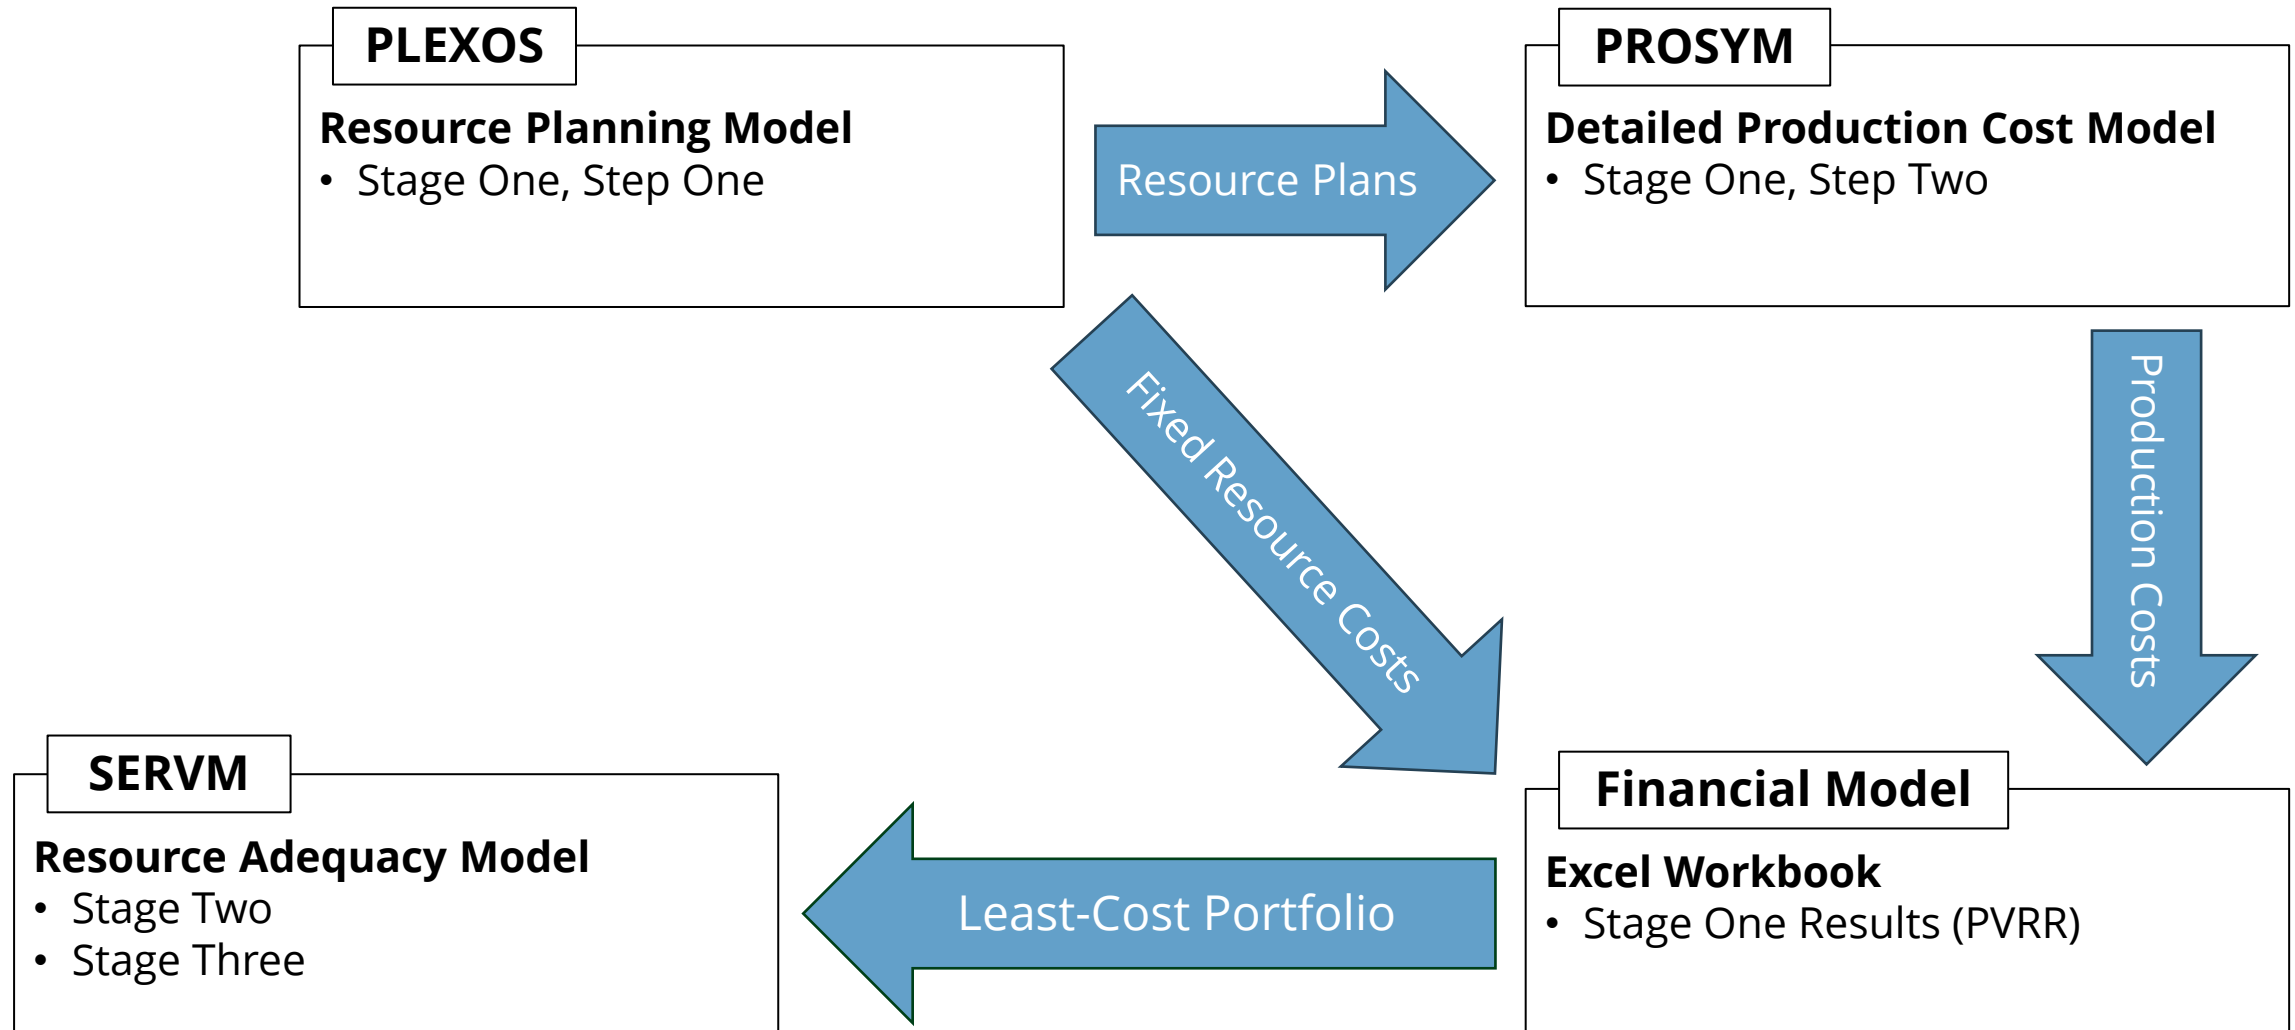 PLEXOS
Resource Planning Model
• Stage One, Step One
Resource Plans
PROSYM
Detailed Production Cost Model
• Stage One, Step Two
Fixed Resource Costs
Production Costs
SERVM
Resource Adequacy Model
• Stage Two
• Stage Three
Least-Cost Portfolio
Financial Model
Excel Workbook
• Stage One Results (PVRR)